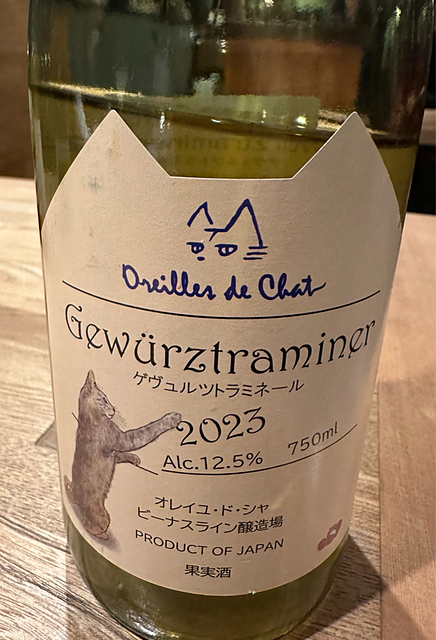 Oreilles de Chat
Gewürztraminer
ゲヴュルツトラミネール
2023
Alc.12.5% 750ml
オレイユ・ド・シャ
ビーナスライン醸造場
PRODUCT OF JAPAN
果実酒